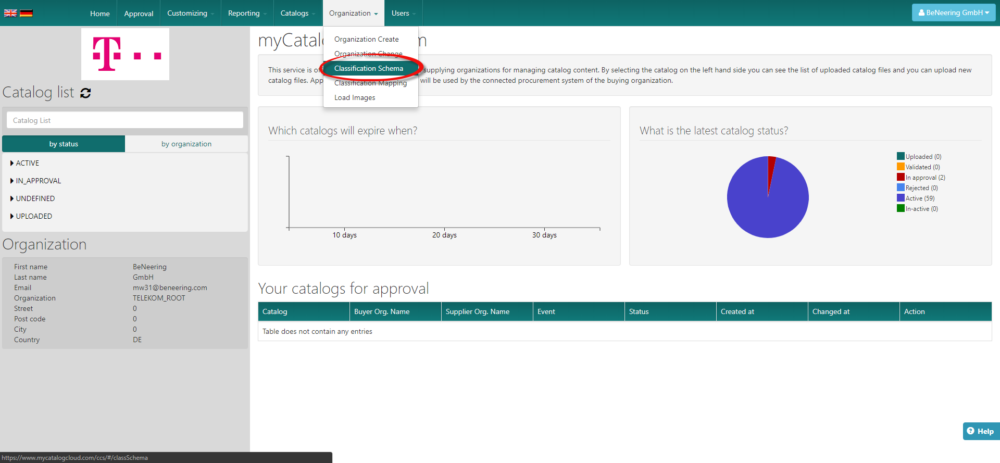 Home Approval Customizing Reporting Catalogs Organization Users BeNeering GmbH
Organization Create
Organization Change
Classification Schema
Classification Mapping
Load Images
T
Catalog list
Catalog List
by status by organization
ACTIVE
IN_APPROVAL
UNDEFINED
UPLOADED
Organization
First name BeNeering
Last name GmbH
Email mw31@beneering.com
Organization TELEKOM_ROOT
Street 0
Post code 0
City 0
Country DE
myCatal m
This service is of supplying organizations for managing catalog content. By selecting the catalog on the left hand side you can see the list of uploaded catalog files and you can upload new
catalog files. App will be used by the connected procurement system of the buying organization.
Which catalogs will expire when?
10 days 20 days 30 days
What is the latest catalog status?
Uploaded (0)
Validated (0)
In approval (2)
Rejected (0)
Active (59)
In-active (0)
Your catalogs for approval
Catalog Buyer Org. Name Supplier Org. Name Event Status Created at Changed at Action
Table does not contain any entries
Help
https://www.mycatalogcloud.com/ccs/#/classSchema